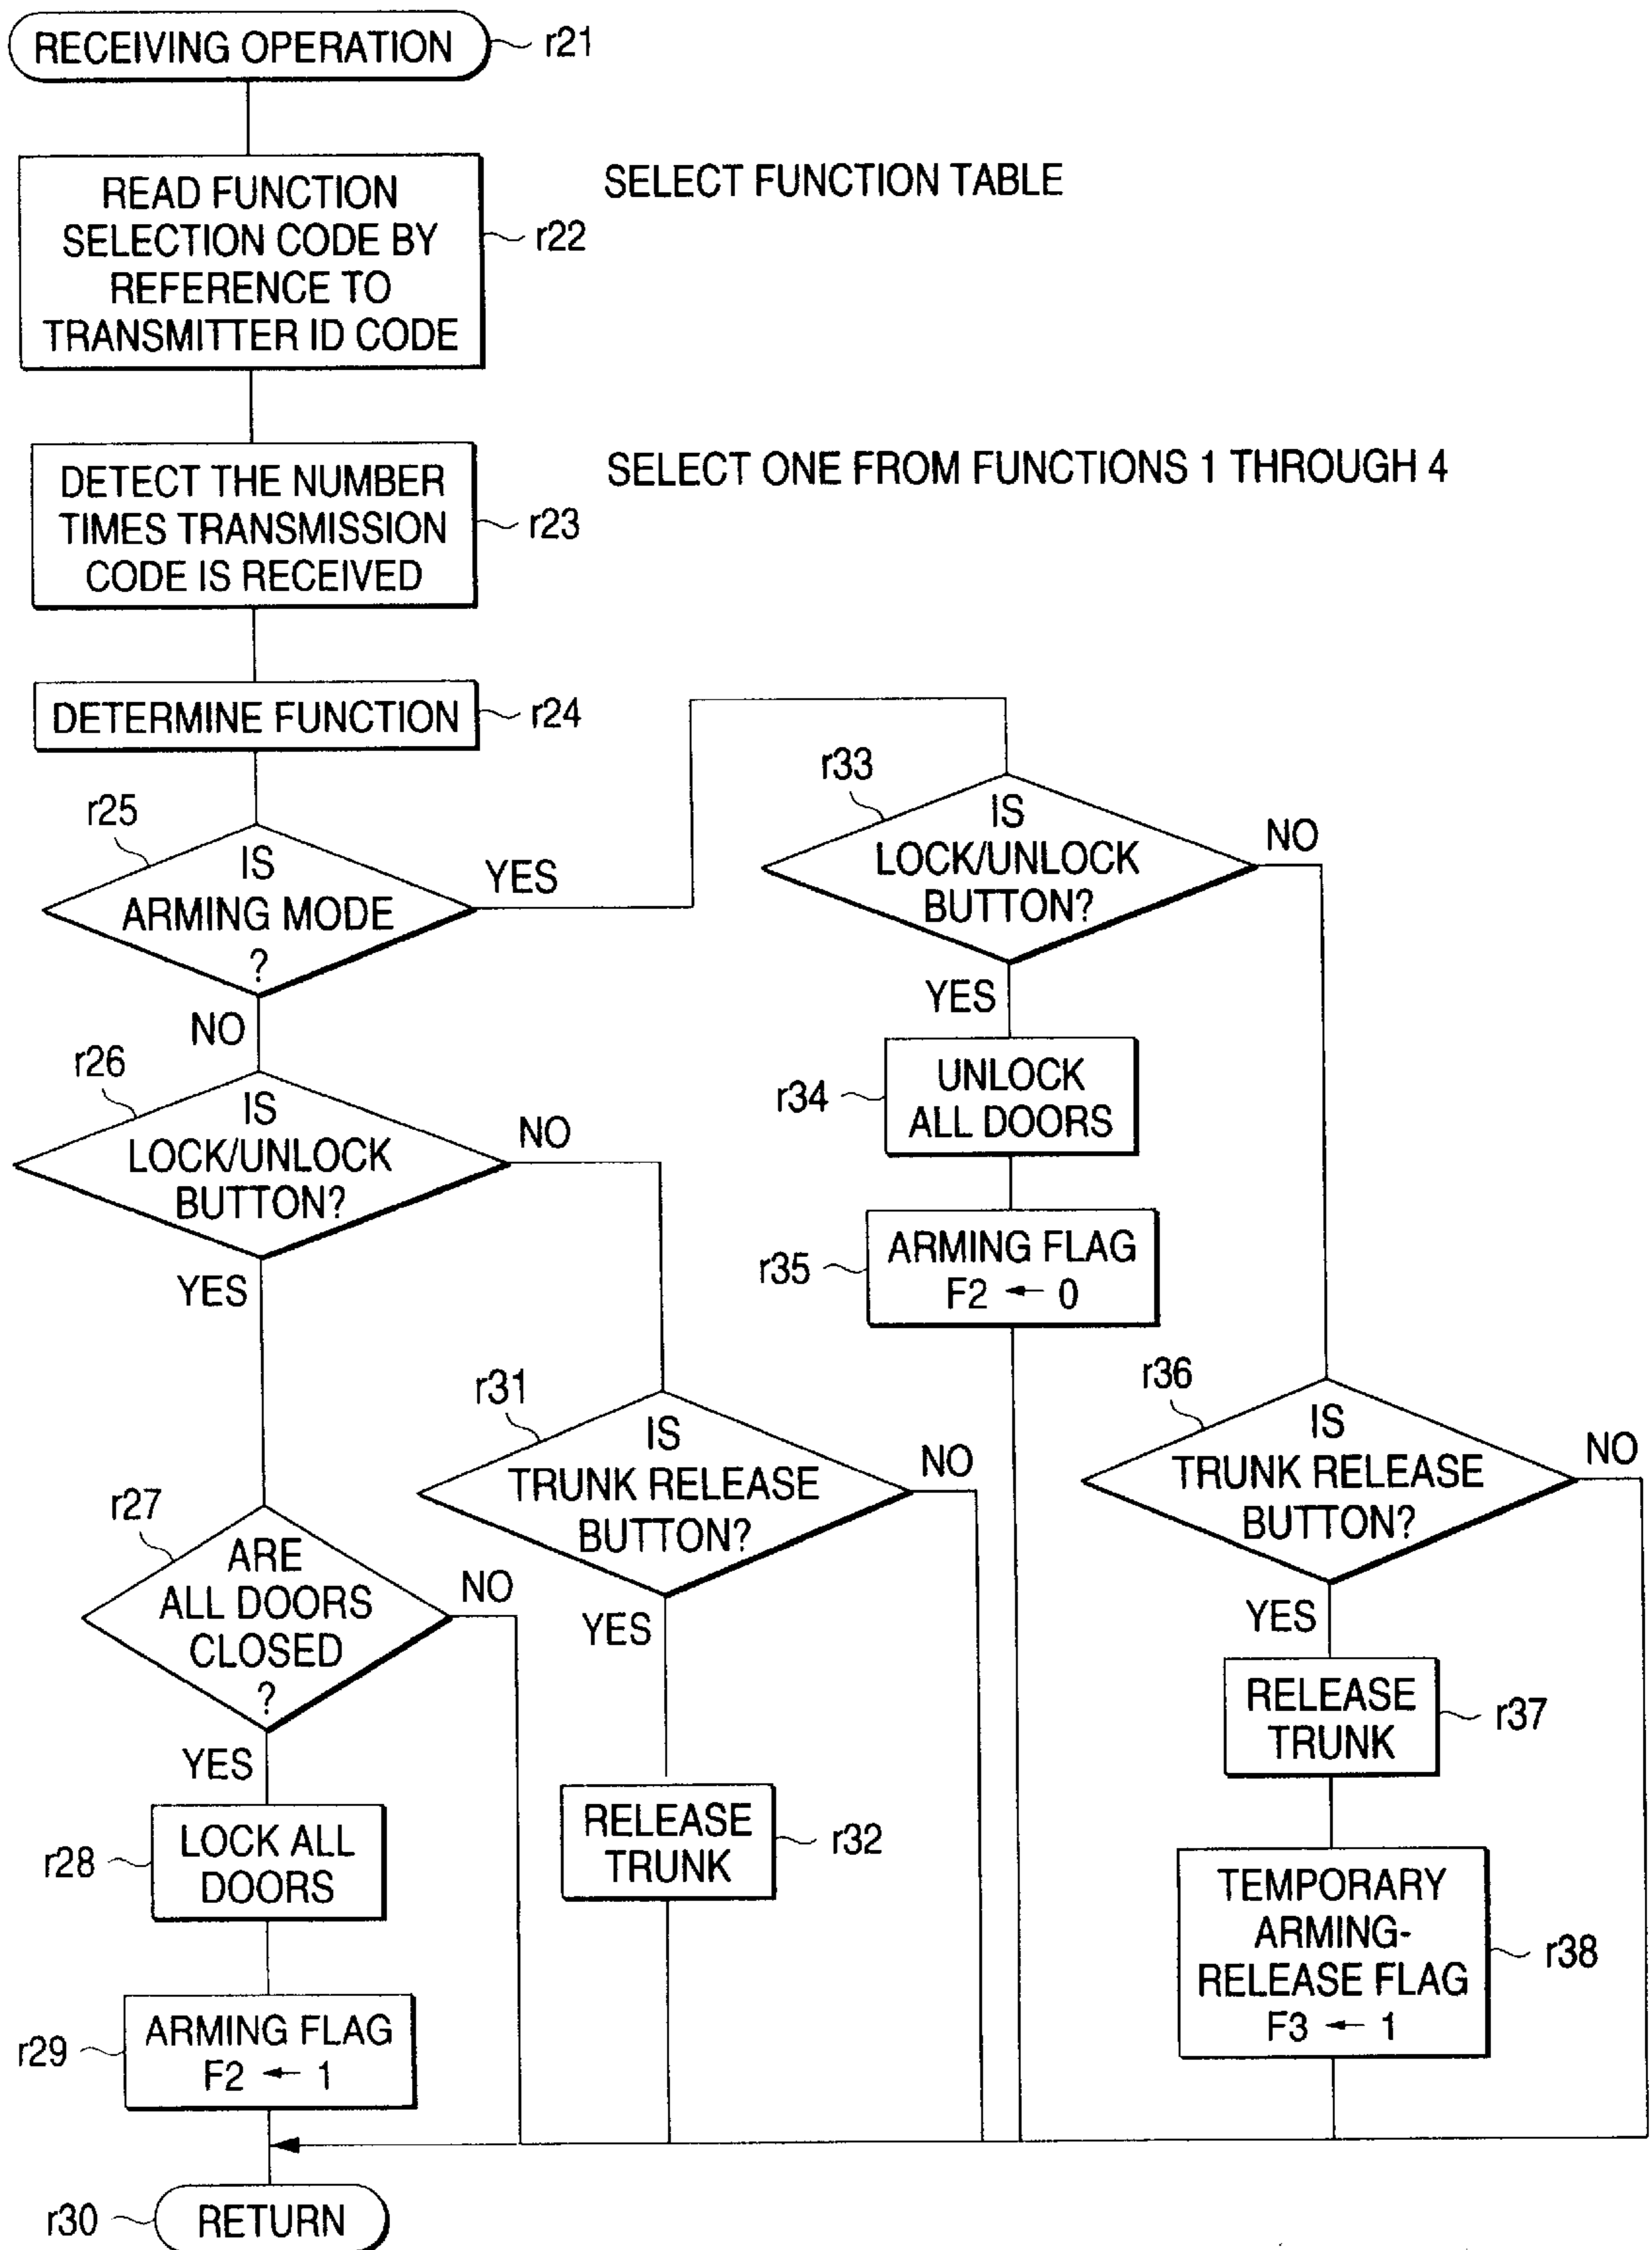 RECEIVING OPERATION
r21
READ FUNCTION
SELECTION CODE BY
REFERENCE TO
TRANSMITTER ID CODE
r22
SELECT FUNCTION TABLE
DETECT THE NUMBER
TIMES TRANSMISSION
CODE IS RECEIVED
r23
SELECT ONE FROM FUNCTIONS 1 THROUGH 4
DETERMINE FUNCTION
r24
r25
IS
ARMING MODE
?
YES
NO
r26
IS
LOCK/UNLOCK
BUTTON?
NO
YES
r27
ARE
ALL DOORS
CLOSED
?
NO
YES
r28
LOCK ALL
DOORS
r29
ARMING FLAG
F2 ← 1
r30
RETURN
r31
IS
TRUNK RELEASE
BUTTON?
NO
YES
RELEASE
TRUNK
r32
r33
IS
LOCK/UNLOCK
BUTTON?
NO
YES
r34
UNLOCK
ALL DOORS
r35
ARMING FLAG
F2 ← 0
r36
IS
TRUNK RELEASE
BUTTON?
NO
YES
RELEASE
TRUNK
r37
TEMPORARY
ARMING-
RELEASE FLAG
F3 ← 1
r38